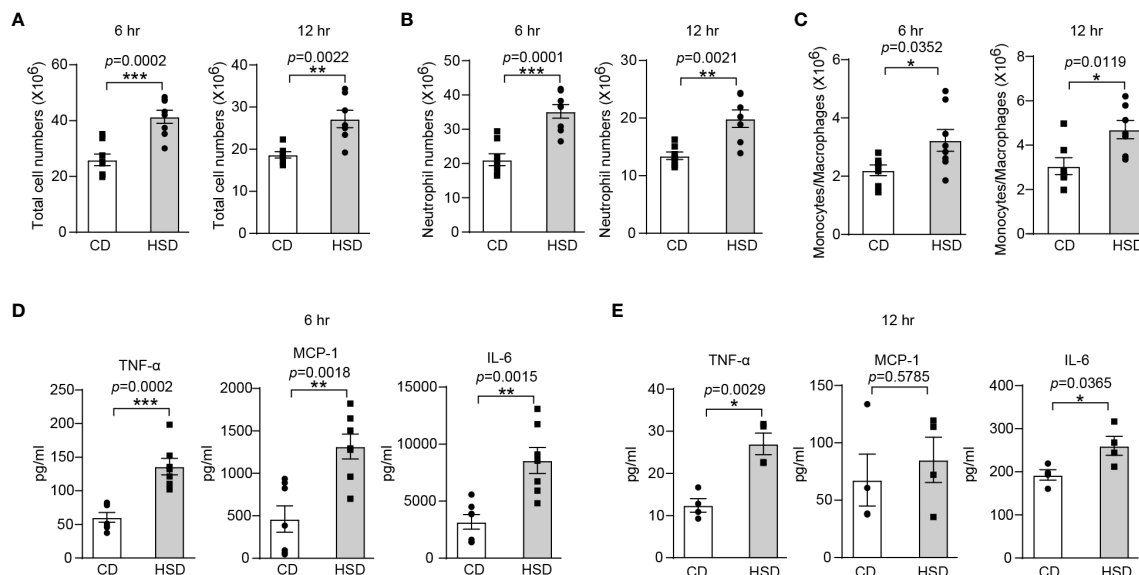 A
6 hr
p=0.0002
***
Total cell numbers (X10⁶)
60
40
20
0
CD HSD
12 hr
p=0.0022
**
Total cell numbers (X10⁶)
40
30
20
10
0
CD HSD
B
6 hr
p=0.0001
***
Neutrophil numbers (X10⁶)
50
40
30
20
10
0
CD HSD
12 hr
p=0.0021
**
Neutrophil numbers (X10⁶)
30
20
10
0
CD HSD
C
6 hr
p=0.0352
*
Monocytes/Macrophages (X10⁶)
6
4
2
0
CD HSD
12 hr
p=0.0119
*
Monocytes/Macrophages (X10⁶)
8
6
4
2
0
CD HSD
D
6 hr
TNF-α
p=0.0002
***
pg/ml
250
200
150
100
50
0
CD HSD
MCP-1
p=0.0018
**
pg/ml
2000
1500
1000
500
0
CD HSD
IL-6
p=0.0015
**
pg/ml
15000
10000
5000
0
CD HSD
E
12 hr
TNF-α
p=0.0029
*
pg/ml
40
30
20
10
0
CD HSD
MCP-1
p=0.5785
pg/ml
150
100
50
0
CD HSD
IL-6
p=0.0365
*
pg/ml
400
300
200
100
0
CD HSD